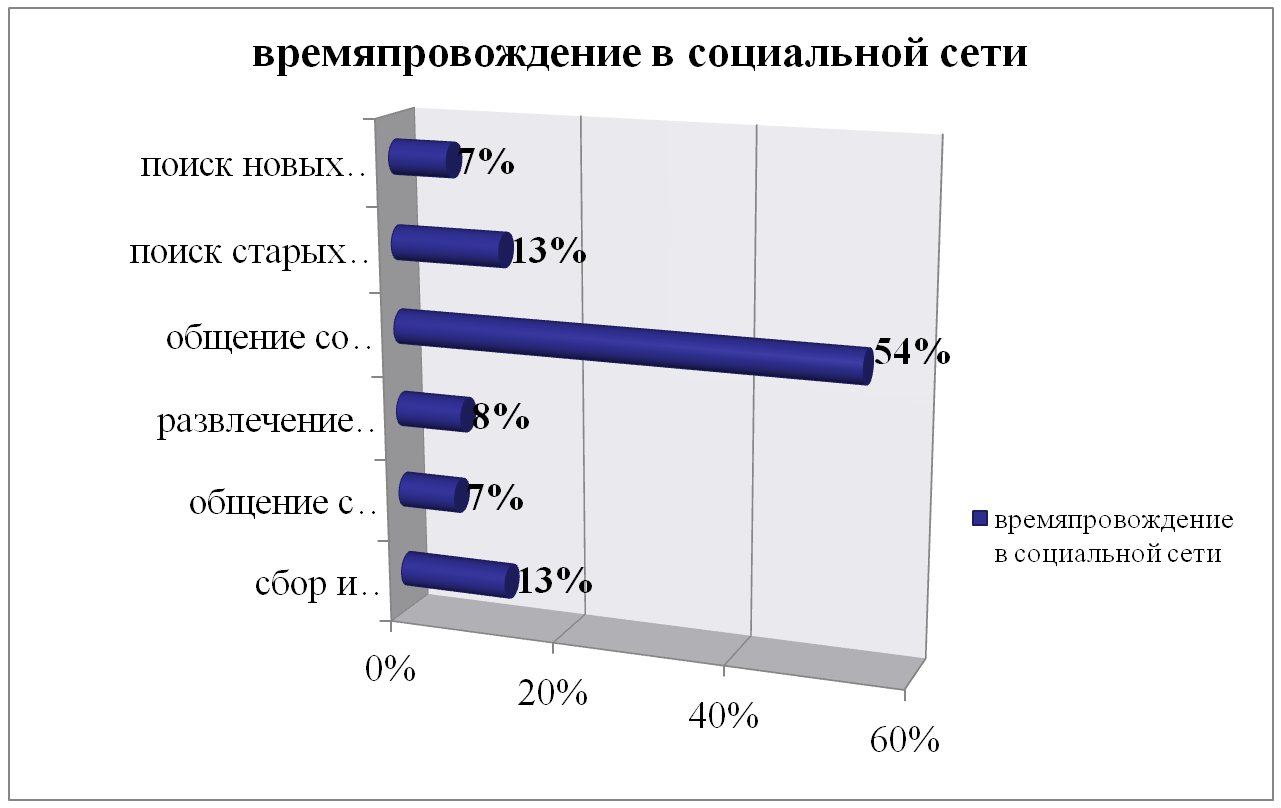 времяпровождение в социальной сети
поиск новых..
7%
поиск старых..
13%
общение со..
54%
развлечение..
8%
общение с..
7%
сбор и..
13%
0%
20%
40%
60%
времяпровождение
в социальной сети